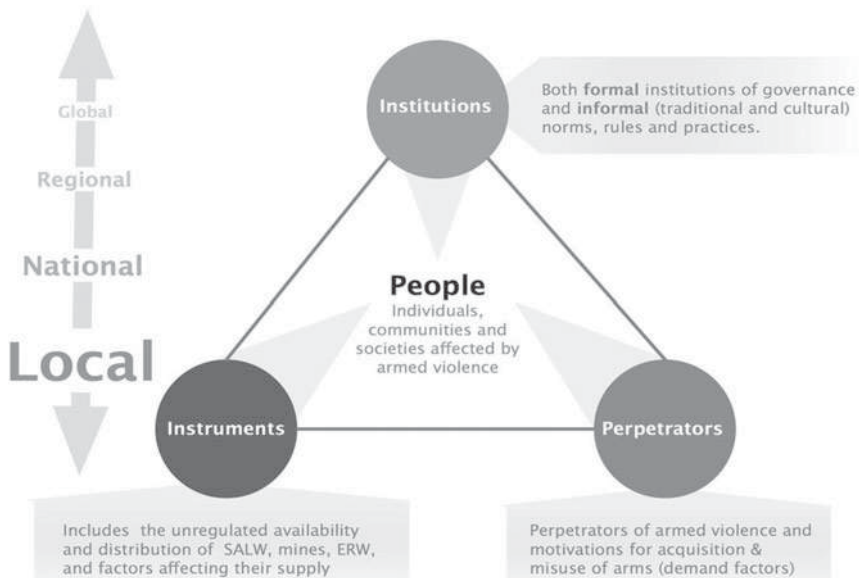 Global
Regional
National
Local
Institutions
Both formal institutions of governance
and informal (traditional and cultural)
norms, rules and practices.
People
Individuals,
communities and
societies affected by
armed violence
Instruments
Perpetrators
Includes the unregulated availability
and distribution of SALW, mines, ERW,
and factors affecting their supply
Perpetrators of armed violence and
motivations for acquisition &
misuse of arms (demand factors)